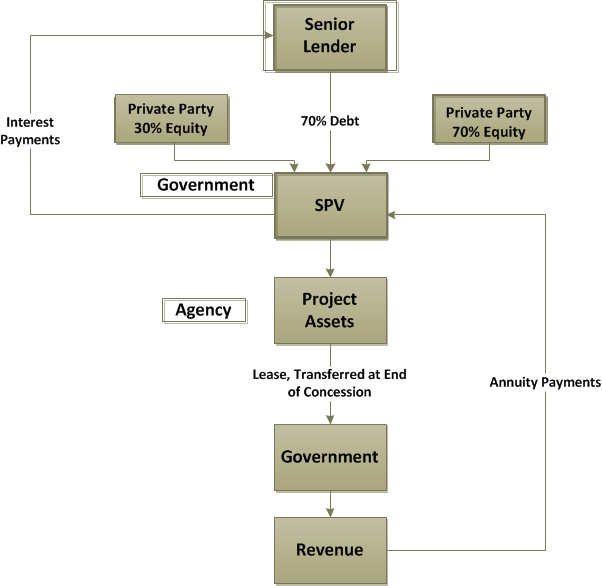 Senior
Lender
Interest
Payments
Private Party
30% Equity
70% Debt
Private Party
70% Equity
Government
SPV
Agency
Project
Assets
Lease, Transferred at End
of Concession
Annuity Payments
Government
Revenue